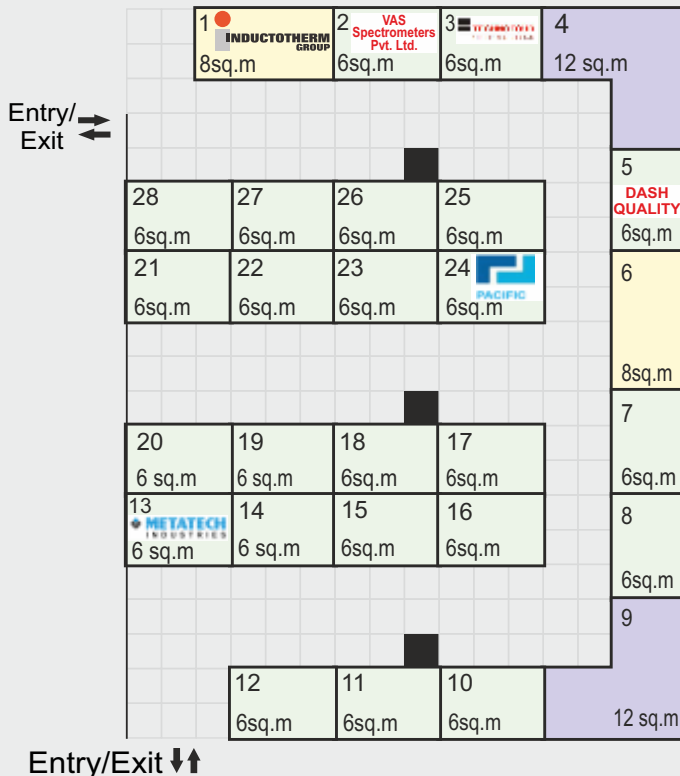 1
INDUCTOTHERM
GROUP
8sq.m
2
VAS
Spectrometers
Pvt. Ltd.
6sq.m
3
6sq.m
4
12 sq.m
Entry/
Exit
5
DASH
QUALITY
6sq.m
28
6sq.m
27
6sq.m
26
6sq.m
25
6sq.m
21
6sq.m
22
6sq.m
23
6sq.m
24
PACIFIC
6sq.m
6
8sq.m
7
6sq.m
20
6 sq.m
19
6 sq.m
18
6sq.m
17
6sq.m
13
METATECH
INDUSTRIES
6 sq.m
14
6 sq.m
15
6sq.m
16
6sq.m
8
6sq.m
9
12 sq.m
12
6sq.m
11
6sq.m
10
6sq.m
Entry/Exit